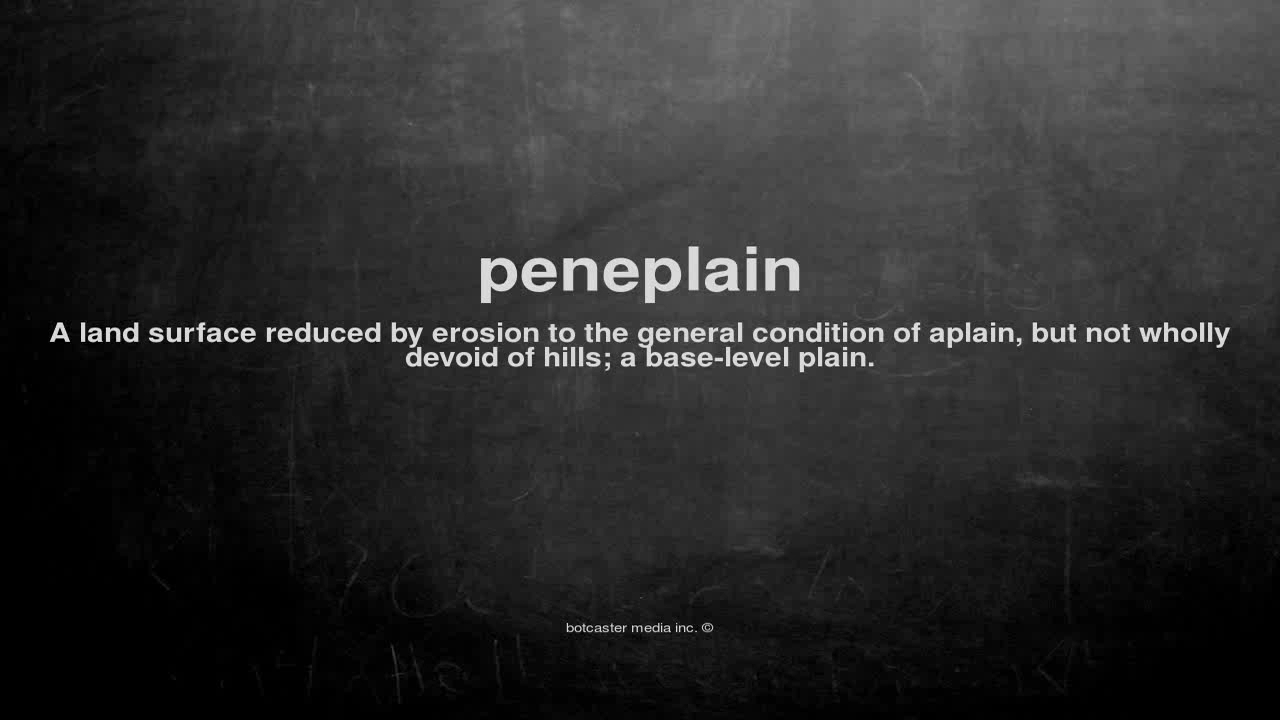 peneplain
A land surface reduced by erosion to the general condition of aplain, but not wholly
devoid of hills; a base-level plain.
botcaster media inc. ©